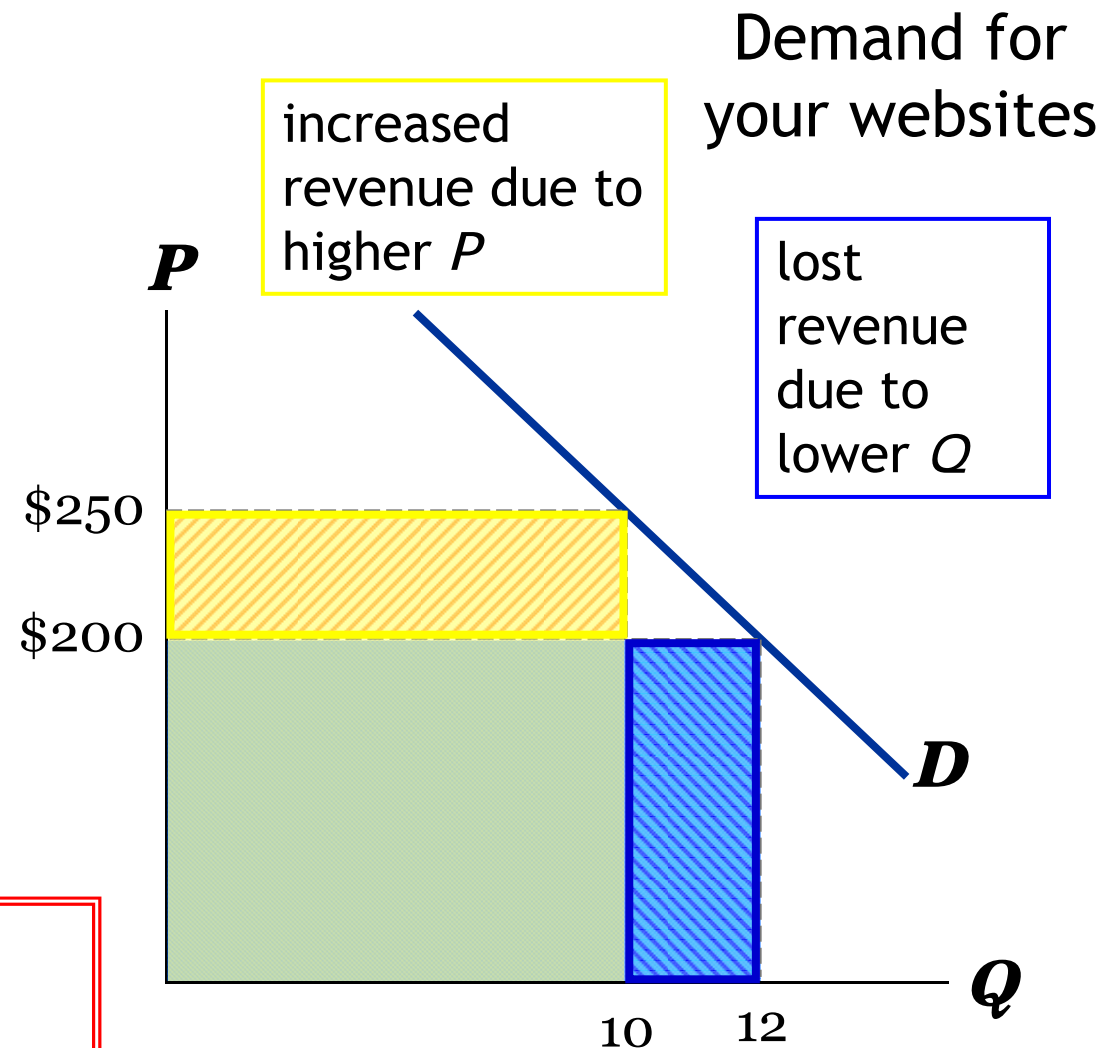 Demand for
your websites
increased
revenue due to
higher P
lost
revenue
due to
lower Q
P
$250
$200
D
Q
10
12